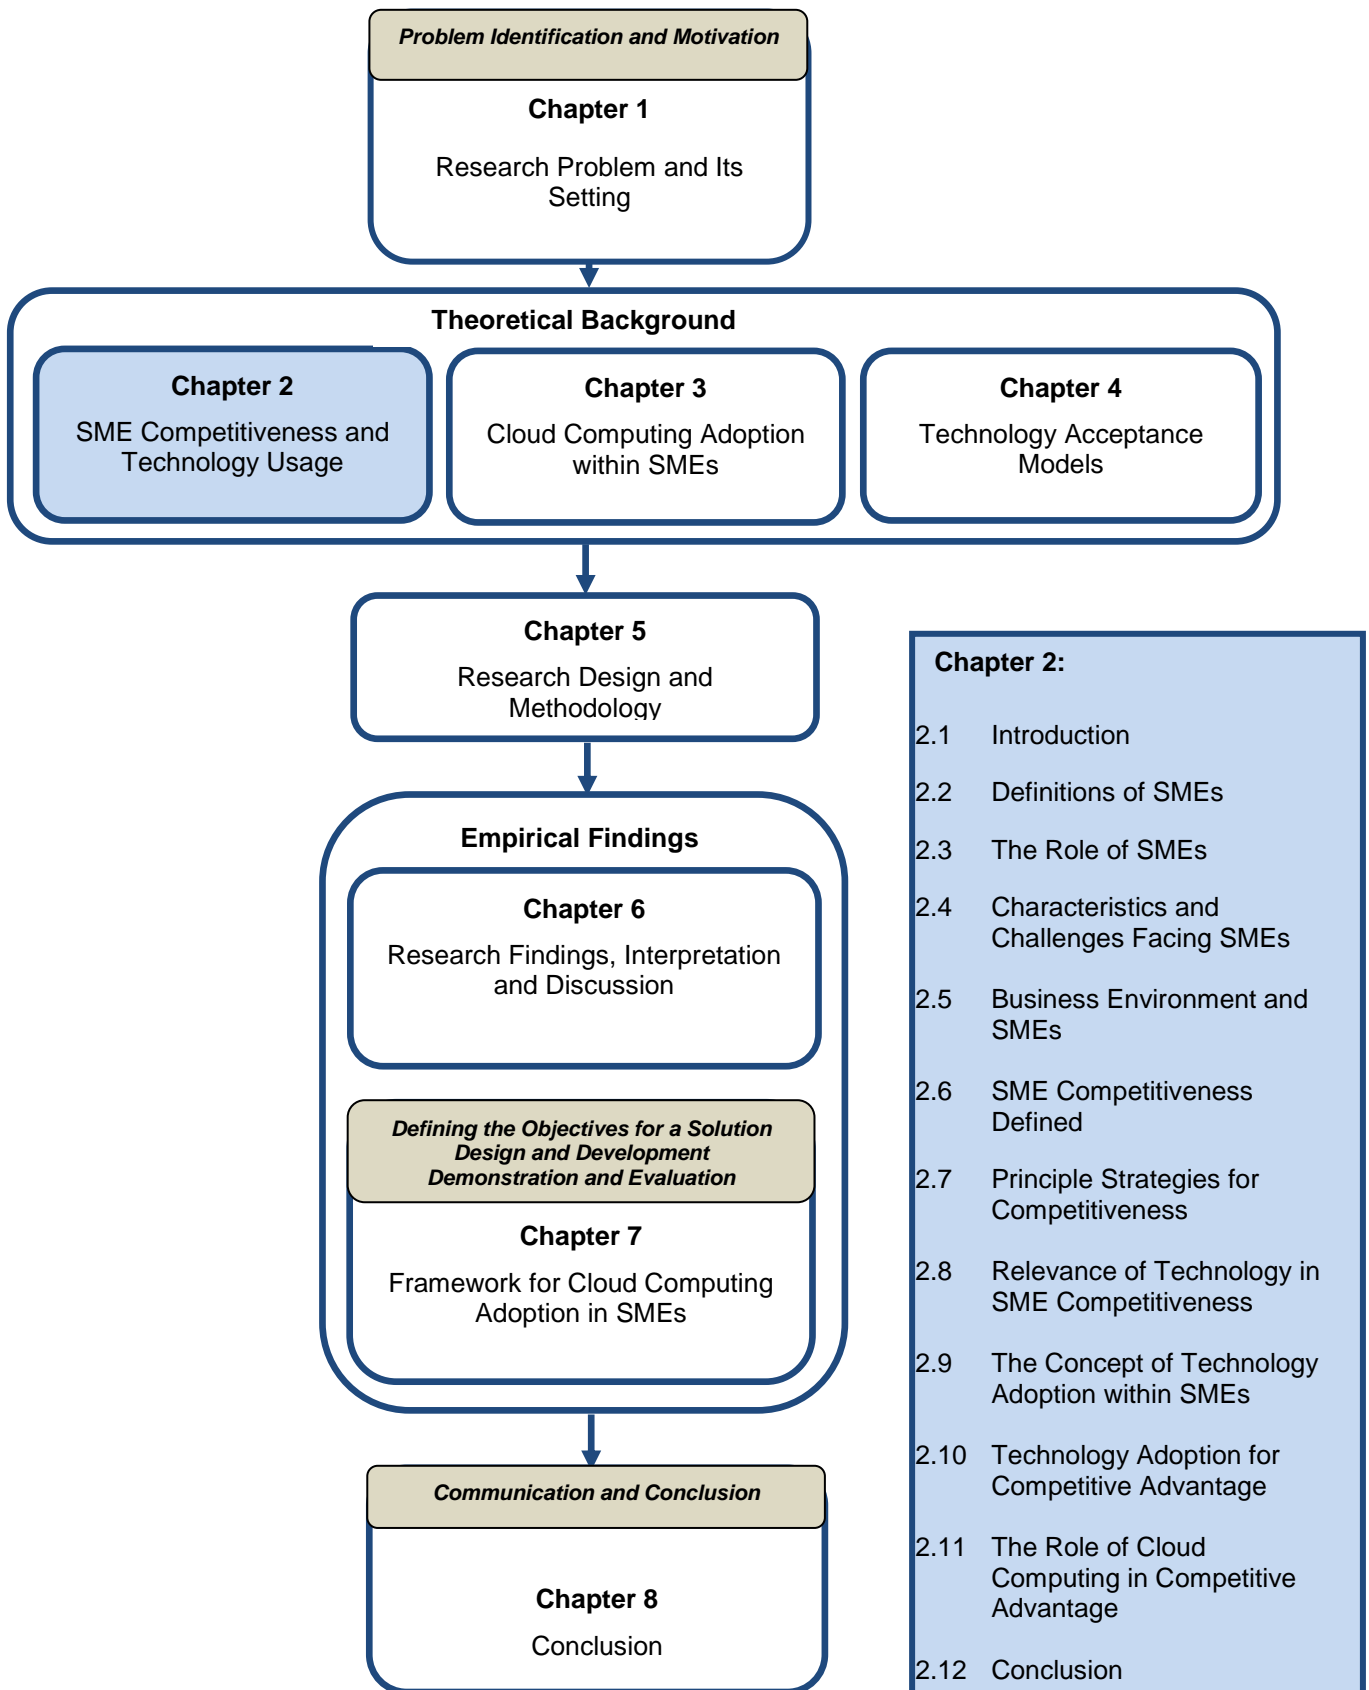 Problem Identification and Motivation
Chapter 1
Research Problem and Its
Setting
Theoretical Background
Chapter 2
SME Competitiveness and
Technology Usage
Chapter 3
Cloud Computing Adoption
within SMEs
Chapter 4
Technology Acceptance
Models
Chapter 5
Research Design and
Methodology
Empirical Findings
Chapter 6
Research Findings, Interpretation
and Discussion
Defining the Objectives for a Solution
Design and Development
Demonstration and Evaluation
Chapter 7
Framework for Cloud Computing
Adoption in SMEs
Communication and Conclusion
Chapter 8
Conclusion
Chapter 2:
2.1 Introduction
2.2 Definitions of SMEs
2.3 The Role of SMEs
2.4 Characteristics and
Challenges Facing SMEs
2.5 Business Environment and
SMEs
2.6 SME Competitiveness
Defined
2.7 Principle Strategies for
Competitiveness
2.8 Relevance of Technology in
SME Competitiveness
2.9 The Concept of Technology
Adoption within SMEs
2.10 Technology Adoption for
Competitive Advantage
2.11 The Role of Cloud
Computing in Competitive
Advantage
2.12 Conclusion